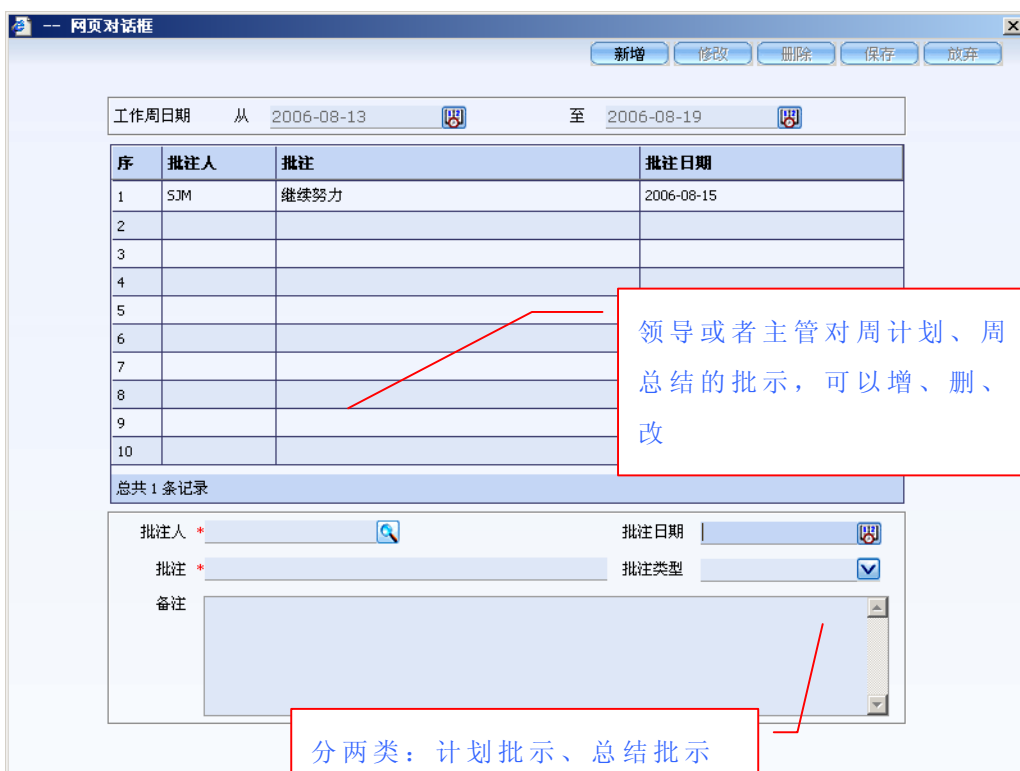 -- 网页对话框
新增 修改 删除 保存 放弃
工作周日期 从 2006-08-13 至 2006-08-19
序 批注人 批注 批注日期
1 SJM 继续努力 2006-08-15
2
3
4
5
6
7
8
9
10
总共 1 条记录
领导或者主管对周计划、周
总结的批示，可以增、删、
改
批注人 * 批注日期
批注 * 批注类型
备注
分两类：计划批示、总结批示